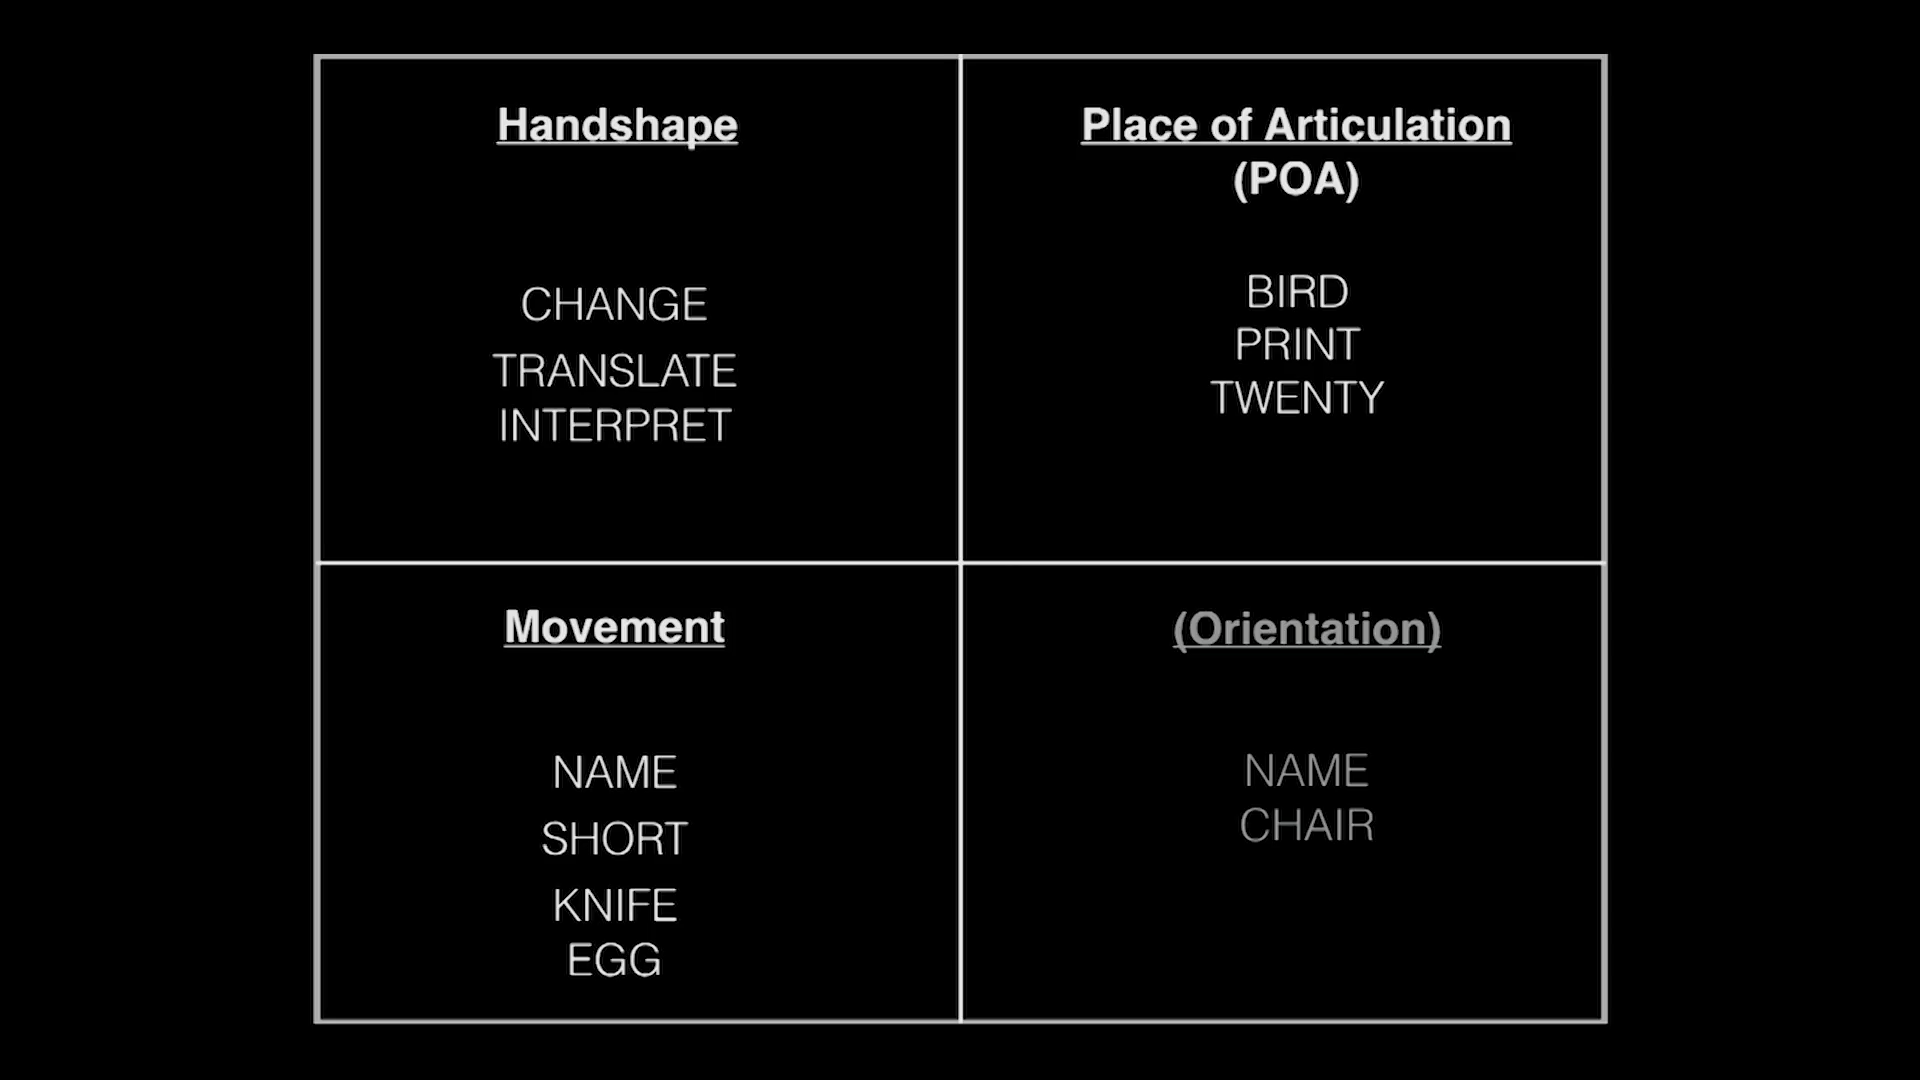 Handshape
CHANGE
TRANSLATE
INTERPRET
Place of Articulation
(POA)
BIRD
PRINT
TWENTY
Movement
NAME
SHORT
KNIFE
EGG
(Orientation)
NAME
CHAIR